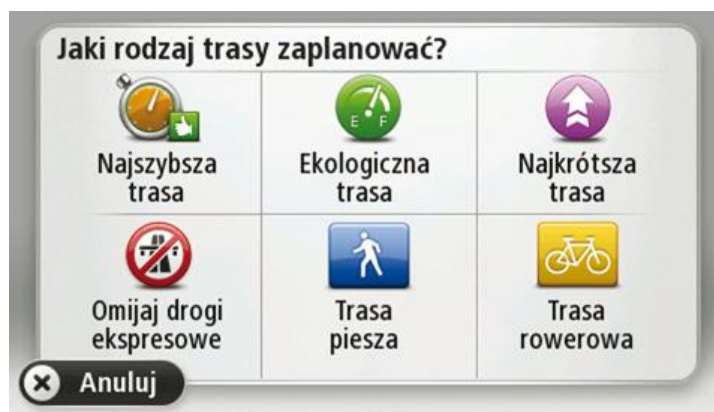 Jaki rodzaj trasy zaplanować?
Najszybsza
trasa
Ekologiczna
trasa
Najkrótsza
trasa
E F
Omijaj drogi
ekspresowe
Trasa
piesza
Trasa
rowerowa
Anuluj